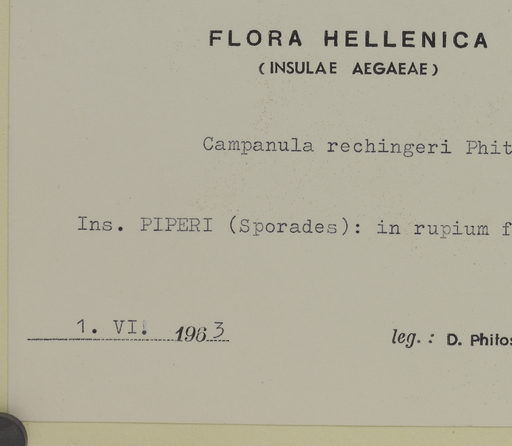 FLORA HELLENICA
(INSULAE AEGAEAE)
Campanula rechingeri Phit
Ins. PIPERI (Sporades): in rupium f
1. VI. 1963 leg. : D. Phitos